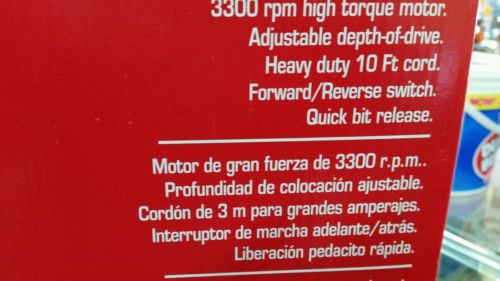 3300 rpm high torque motor.
Adjustable depth-of-drive.
Heavy duty 10 Ft cord.
Forward/Reverse switch.
Quick bit release.
Motor de gran fuerza de 3300 r.p.m..
Profundidad de colocación ajustable.
Cordón de 3 m para grandes amperajes.
Interruptor de marcha adelante/atrás.
Liberación pedacito rápida.